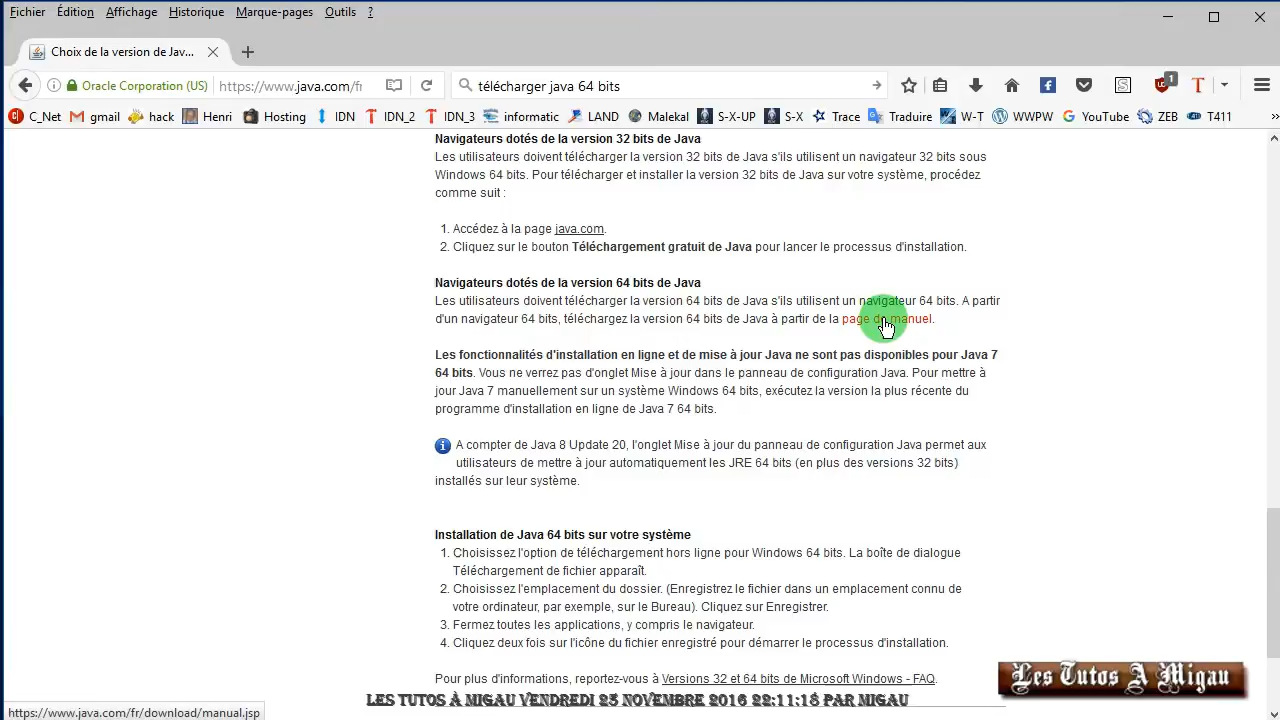 Fichier Édition Affichage Historique Marque-pages Outils ?
Choix de la version de Jav...
Oracle Corporation (US) https://www.java.com/fr télécharger java 64 bits 1
C_Net gmail hack Henri Hosting IDN IDN_2 IDN_3 informatic LAND Malekal S-X-UP S-X Trace Traduire W-T WWPW YouTube ZEB T411
Navigateurs dotés de la version 32 bits de Java
Les utilisateurs doivent télécharger la version 32 bits de Java s'ils utilisent un navigateur 32 bits sous
Windows 64 bits. Pour télécharger et installer la version 32 bits de Java sur votre système, procédez
comme suit :
1. Accédez à la page java.com.
2. Cliquez sur le bouton Téléchargement gratuit de Java pour lancer le processus d'installation.
Navigateurs dotés de la version 64 bits de Java
Les utilisateurs doivent télécharger la version 64 bits de Java s'ils utilisent un navigateur 64 bits. A partir
d'un navigateur 64 bits, téléchargez la version 64 bits de Java à partir de la page de manuel.
Les fonctionnalités d'installation en ligne et de mise à jour Java ne sont pas disponibles pour Java 7
64 bits. Vous ne verrez pas d'onglet Mise à jour dans le panneau de configuration Java. Pour mettre à
jour Java 7 manuellement sur un système Windows 64 bits, exécutez la version la plus récente du
programme d'installation en ligne de Java 7 64 bits.
A compter de Java 8 Update 20, l'onglet Mise à jour du panneau de configuration Java permet aux
utilisateurs de mettre à jour automatiquement les JRE 64 bits (en plus des versions 32 bits)
installés sur leur système.
Installation de Java 64 bits sur votre système
1. Choisissez l'option de téléchargement hors ligne pour Windows 64 bits. La boîte de dialogue
Téléchargement de fichier apparaît.
2. Choisissez l'emplacement du dossier. (Enregistrez le fichier dans un emplacement connu de
votre ordinateur, par exemple, sur le Bureau). Cliquez sur Enregistrer.
3. Fermez toutes les applications, y compris le navigateur.
4. Cliquez deux fois sur l'icône du fichier enregistré pour démarrer le processus d'installation.
Pour plus d'informations, reportez-vous à Versions 32 et 64 bits de Microsoft Windows - FAQ.
Les Tutos A Migau
LES TUTOS À MIGAU VENDREDI 25 NOVEMBRE 2016 22:11:18 PAR MIGAU
https://www.java.com/fr/download/manual.jsp